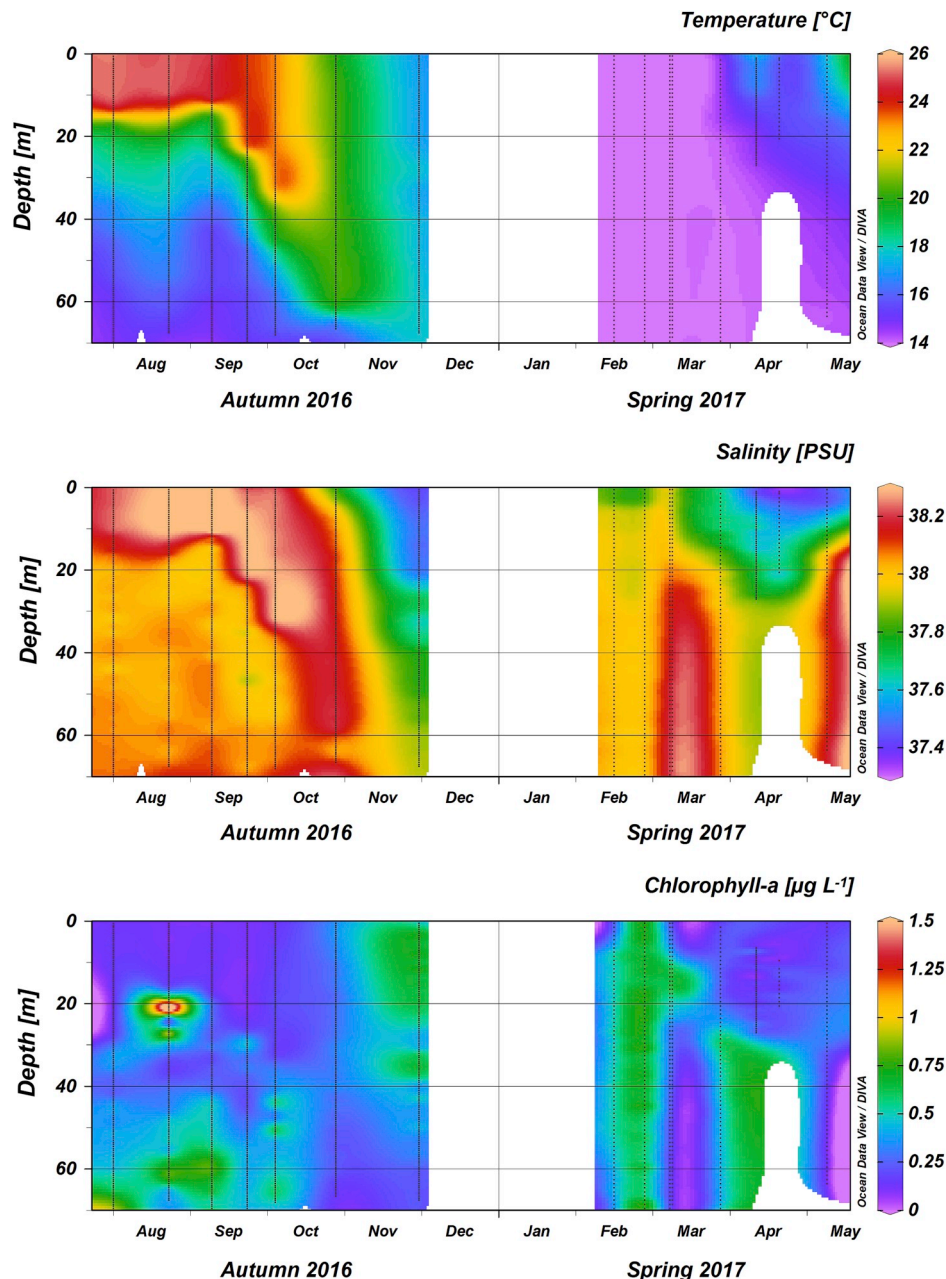 Temperature [°C]
0
20
40
60
Depth [m]
26
24
22
20
18
16
14
Ocean Data View / DIVA
Aug Sep Oct Nov Dec Jan Feb Mar Apr May
Autumn 2016 Spring 2017
Salinity [PSU]
0
20
40
60
Depth [m]
38.2
38
37.8
37.6
37.4
Ocean Data View / DIVA
Aug Sep Oct Nov Dec Jan Feb Mar Apr May
Autumn 2016 Spring 2017
Chlorophyll-a [µg L⁻¹]
0
20
40
60
Depth [m]
1.5
1.25
1
0.75
0.5
0.25
0
Ocean Data View / DIVA
Aug Sep Oct Nov Dec Jan Feb Mar Apr May
Autumn 2016 Spring 2017